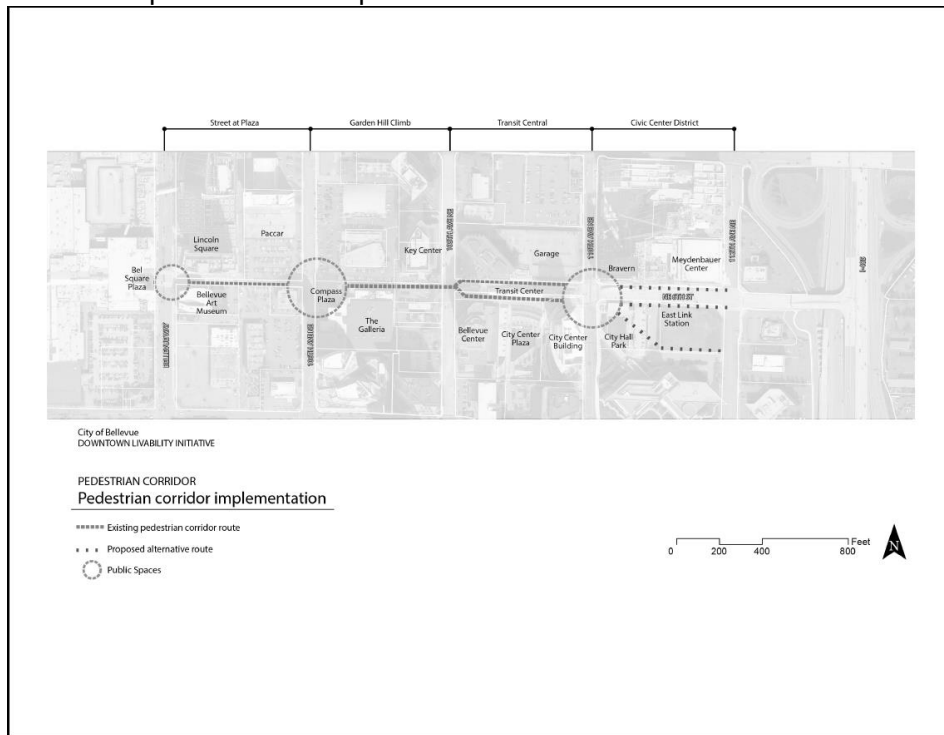 Street at Plaza
Garden Hill Climb
Transit Central
Civic Center District
Lincoln
Square
Paccar
Key Center
Garage
Bravern
Meydenbauer
Center
Bel
Square
Plaza
Bellevue
Art
Museum
Compass
Plaza
The
Galleria
Transit Center
Bellevue
Center
City Center
Plaza
City Center
Building
City Hall
Park
East Link
Station
I-405
City of Bellevue
DOWNTOWN LIVABILITY INITIATIVE
PEDESTRIAN CORRIDOR
Pedestrian corridor implementation
Existing pedestrian corridor route
Proposed alternative route
Public Spaces
Feet
0 200 400 800
N